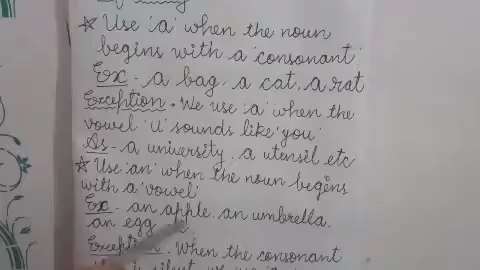 ☆ Use 'a' when the noun
begins with a 'consonant'
Ex - a bag, a cat, a rat
Exception - We use 'a' when the
vowel 'u' sounds like 'you'
As - a university, a utensil etc
☆ Use 'an' when the noun begins
with a 'vowel'
Ex - an apple, an umbrella,
an egg
Exception - When the consonant
silent